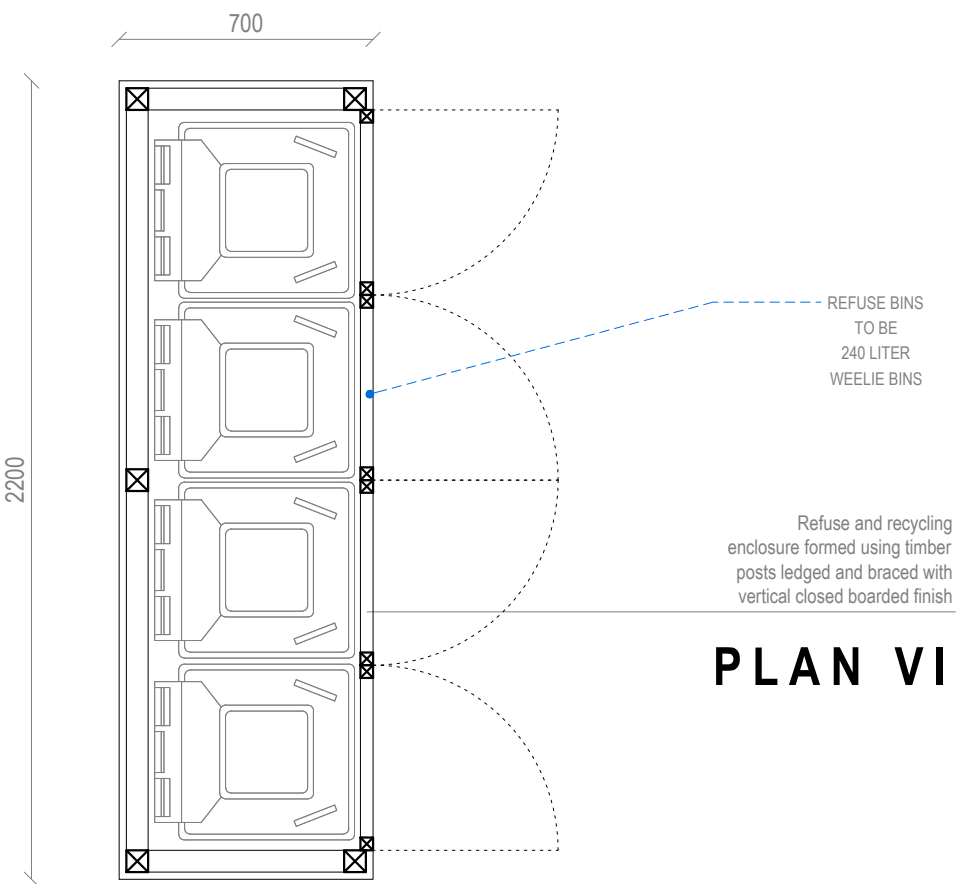 700
2200
REFUSE BINS
TO BE
240 LITER
WEELIE BINS
Refuse and recycling
enclosure formed using timber
posts ledged and braced with
vertical closed boarded finish
PLAN VI